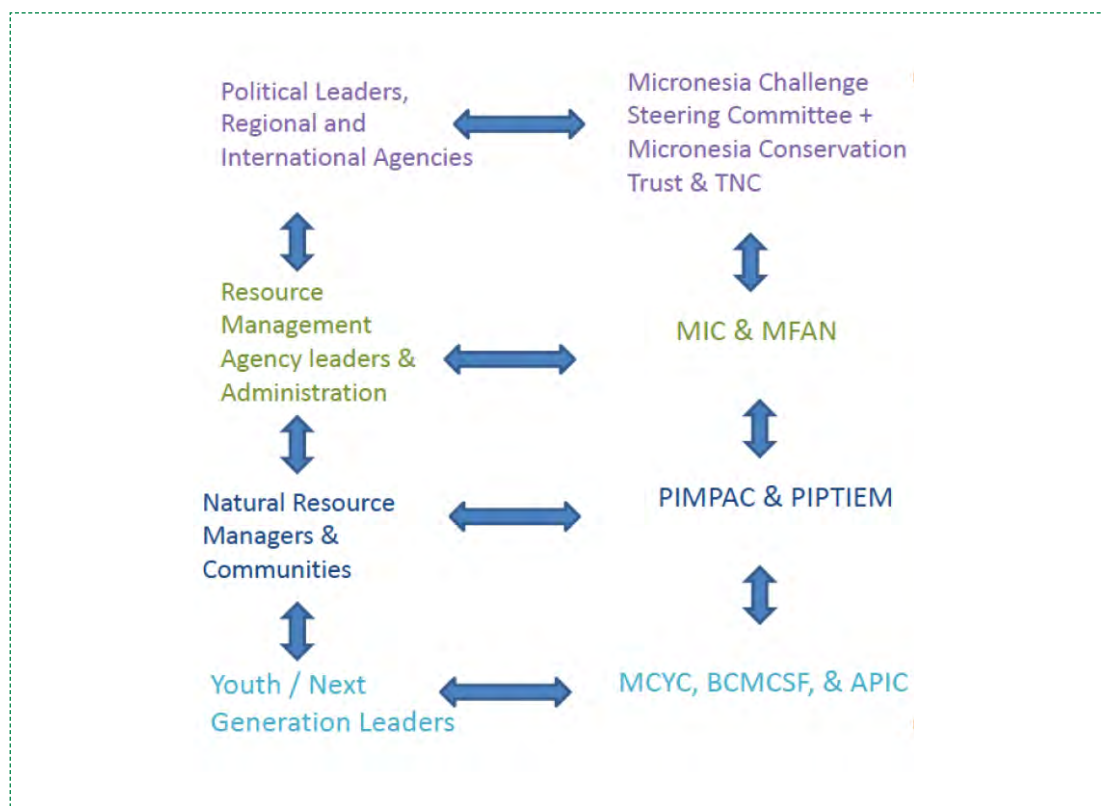 Political Leaders,
Regional and
International Agencies
Micronesia Challenge
Steering Committee +
Micronesia Conservation
Trust & TNC
Resource
Management
Agency leaders &
Administration
MIC & MFAN
Natural Resource
Managers &
Communities
PIMPAC & PIPTIEM
Youth / Next
Generation Leaders
MCYC, BCMCSF, & APIC